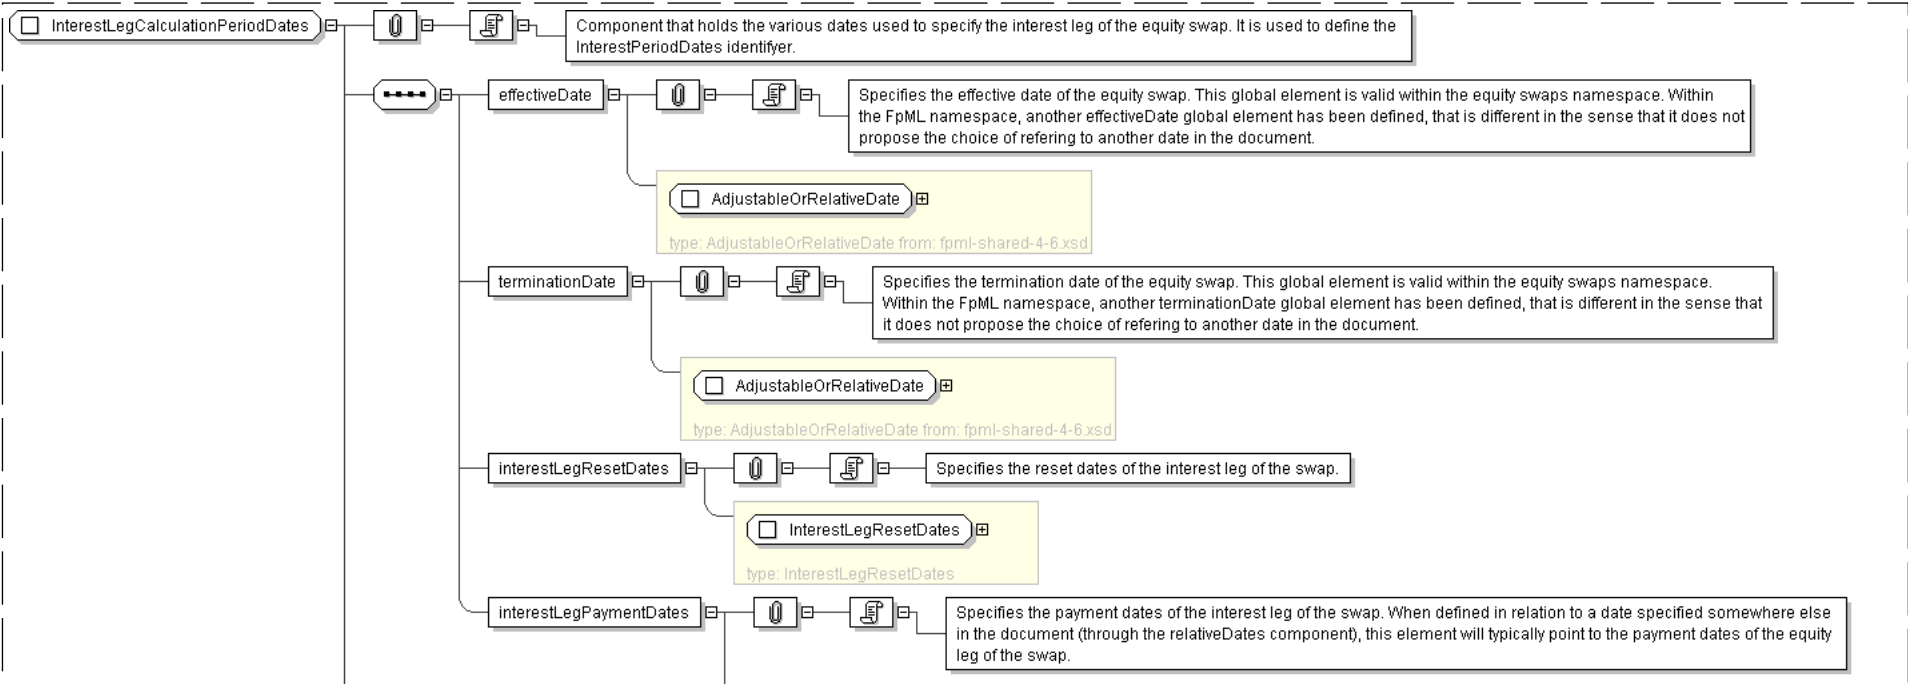 InterestLegCalculationPeriodDates
Component that holds the various dates used to specify the interest leg of the equity swap. It is used to define the
InterestPeriodDates identifyer.
effectiveDate
Specifies the effective date of the equity swap. This global element is valid within the equity swaps namespace. Within
the FpML namespace, another effectiveDate global element has been defined, that is different in the sense that it does not
propose the choice of refering to another date in the document.
AdjustableOrRelativeDate
type: AdjustableOrRelativeDate from: fpml-shared-4-6.xsd
terminationDate
Specifies the termination date of the equity swap. This global element is valid within the equity swaps namespace.
Within the FpML namespace, another terminationDate global element has been defined, that is different in the sense that
it does not propose the choice of refering to another date in the document.
AdjustableOrRelativeDate
type: AdjustableOrRelativeDate from: fpml-shared-4-6.xsd
interestLegResetDates
Specifies the reset dates of the interest leg of the swap.
InterestLegResetDates
type: InterestLegResetDates
interestLegPaymentDates
Specifies the payment dates of the interest leg of the swap. When defined in relation to a date specified somewhere else
in the document (through the relativeDates component), this element will typically point to the payment dates of the equity
leg of the swap.